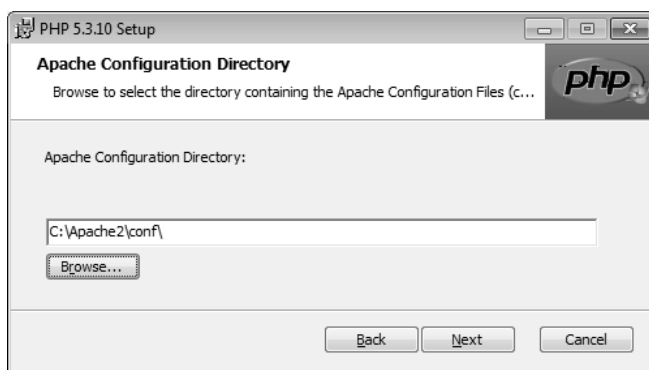 PHP 5.3.10 Setup
Apache Configuration Directory
php
Browse to select the directory containing the Apache Configuration Files (c...
Apache Configuration Directory:
C:\Apache2\conf\
Browse...
Back Next Cancel